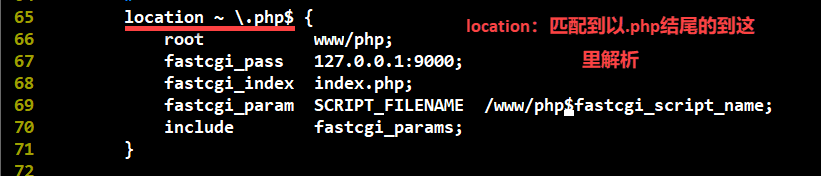 65 location ~ \.php$ { location：匹配到以.php结尾的到这
66 root www/php; 里解析
67 fastcgi_pass 127.0.0.1:9000;
68 fastcgi_index index.php;
69 fastcgi_param SCRIPT_FILENAME /www/php$fastcgi_script_name;
70 include fastcgi_params;
71 }
72